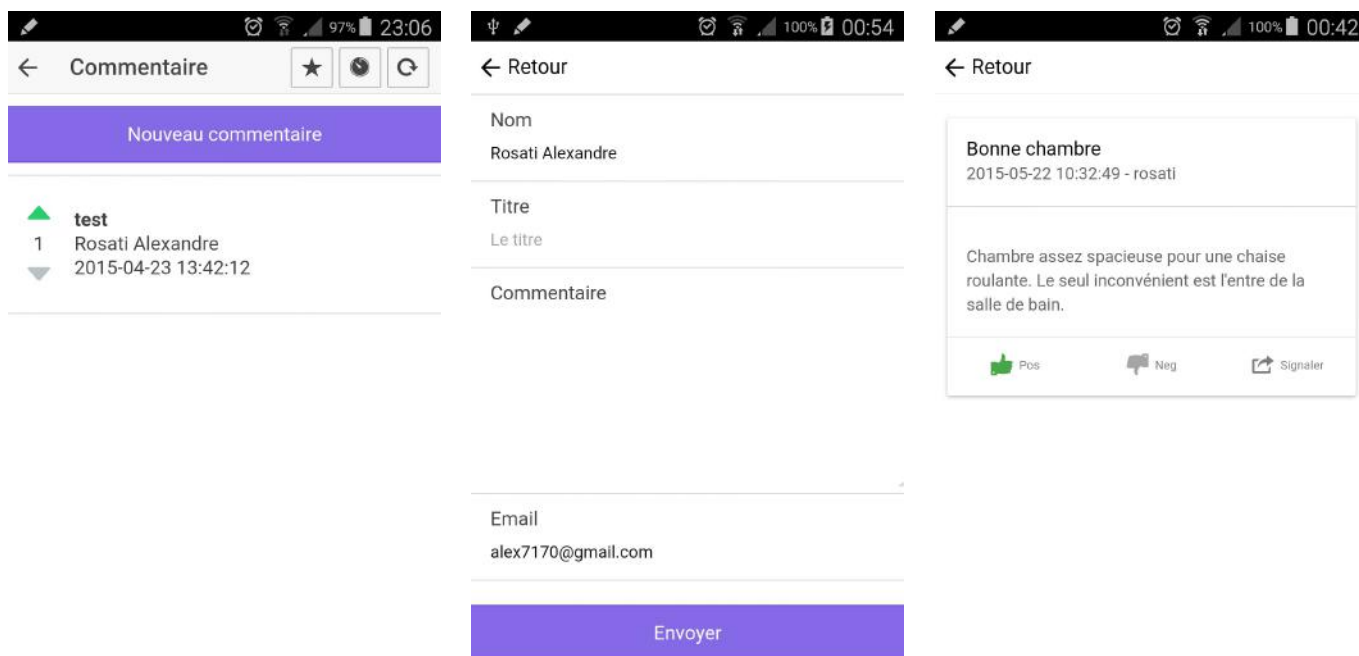 97% 23:06
Commentaire
Nouveau commentaire
test
1 Rosati Alexandre
2015-04-23 13:42:12
100% 00:54
Retour
Nom
Rosati Alexandre
Titre
Le titre
Commentaire
Email
alex7170@gmail.com
Envoyer
100% 00:42
Retour
Bonne chambre
2015-05-22 10:32:49 - rosati
Chambre assez spacieuse pour une chaise
roulante. Le seul inconvénient est l'entre de la
salle de bain.
Pos Neg Signaler